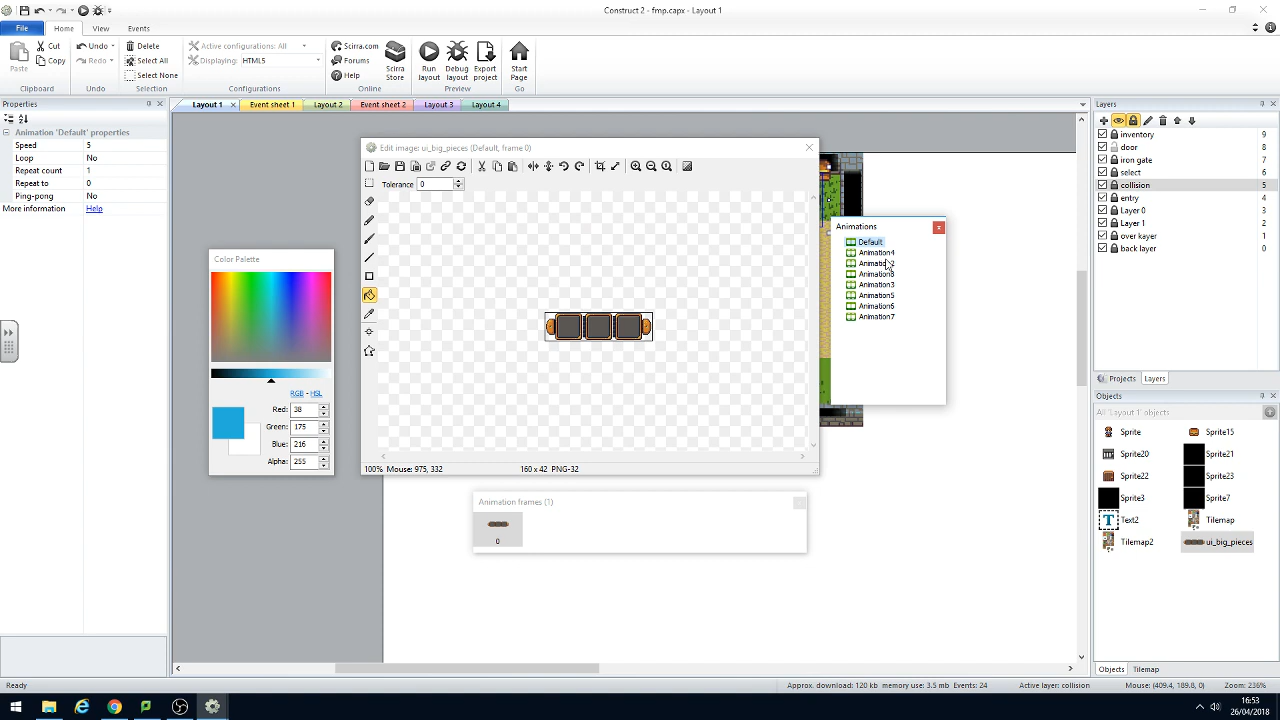 Construct 2 - fmp.capx - Layout 1
File
Home
View
Events
Paste
Cut
Copy
Clipboard
Undo
Redo
Undo
Delete
Select All
Select None
Selection
Active configurations: All
Displaying: HTML5
Configurations
Scirra.com
Forums
Help
Scirra Store
Online
Run layout
Debug layout
Export project
Preview
Start Page
Go
Properties
Animation 'Default' properties
Speed 5
Loop No
Repeat count 1
Repeat to 0
Ping-pong No
More information Help
Layout 1
Event sheet 1
Layout 2
Event sheet 2
Layout 3
Layout 4
Edit image: ui_big_pieces (Default, frame 0)
Tolerance 0
100% Mouse: 975, 332 160 x 42 PNG-32
Color Palette
RGB - HSL
Red: 38
Green: 175
Blue: 216
Alpha: 255
Animation frames (1)
0
Animations
Default
Animation4
Animation3
Animation5
Animation6
Animation7
Layers
inventory 9
door 8
iron gate 7
select 6
collision 5
entry 4
Layer 0 3
Layer 1 2
over kayer 1
back layer 0
Projects
Layers
Objects
All 'Layout 1' objects
Sprite
Sprite15
Sprite20
Sprite21
Sprite22
Sprite23
Sprite3
Sprite7
Text2
Tilemap
Tilemap2
ui_big_pieces
Objects
Tilemap
Ready
Approx. download: 120 kb memory use: 3.5 mb Events: 24
Active layer: collision
Mouse: (409.4, 189.8, 0)
Zoom: 236%
16:53
26/04/2018